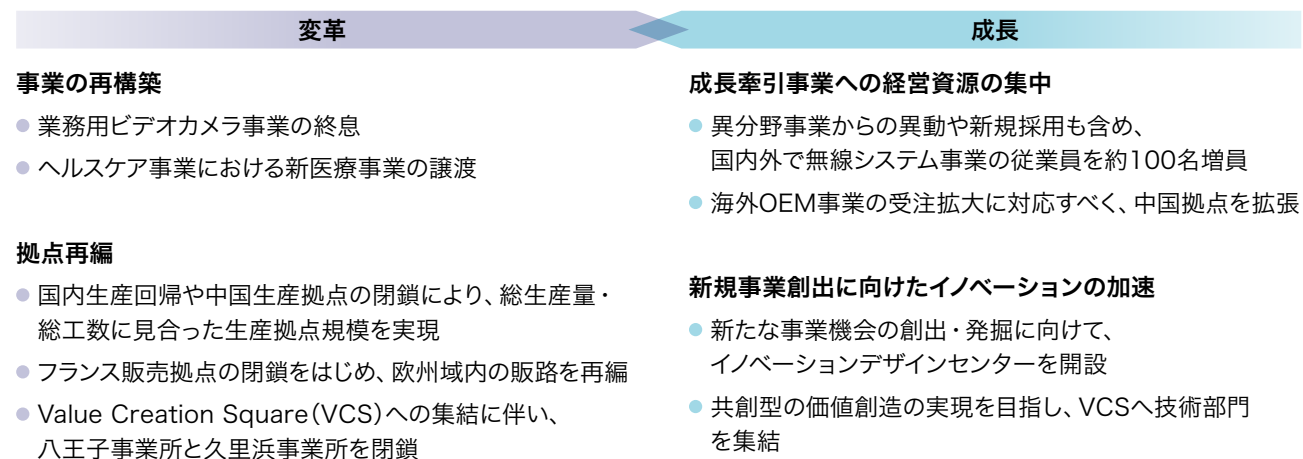 変革
事業の再構築
業務用ビデオカメラ事業の終息
ヘルスケア事業における新医療事業の譲渡
拠点再編
国内生産回帰や中国生産拠点の閉鎖により、総生産量・
総工数に見合った生産拠点規模を実現
フランス販売拠点の閉鎖をはじめ、欧州域内の販路を再編
Value Creation Square（VCS）への集結に伴い、
八王子事業所と久里浜事業所を閉鎖
成長
成長牽引事業への経営資源の集中
異分野事業からの異動や新規採用も含め、
国内外で無線システム事業の従業員を約100名増員
海外OEM事業の受注拡大に対応すべく、中国拠点を拡張
新規事業創出に向けたイノベーションの加速
新たな事業機会の創出・発掘に向けて、
イノベーションデザインセンターを開設
共創型の価値創造の実現を目指し、VCSへ技術部門
を集結